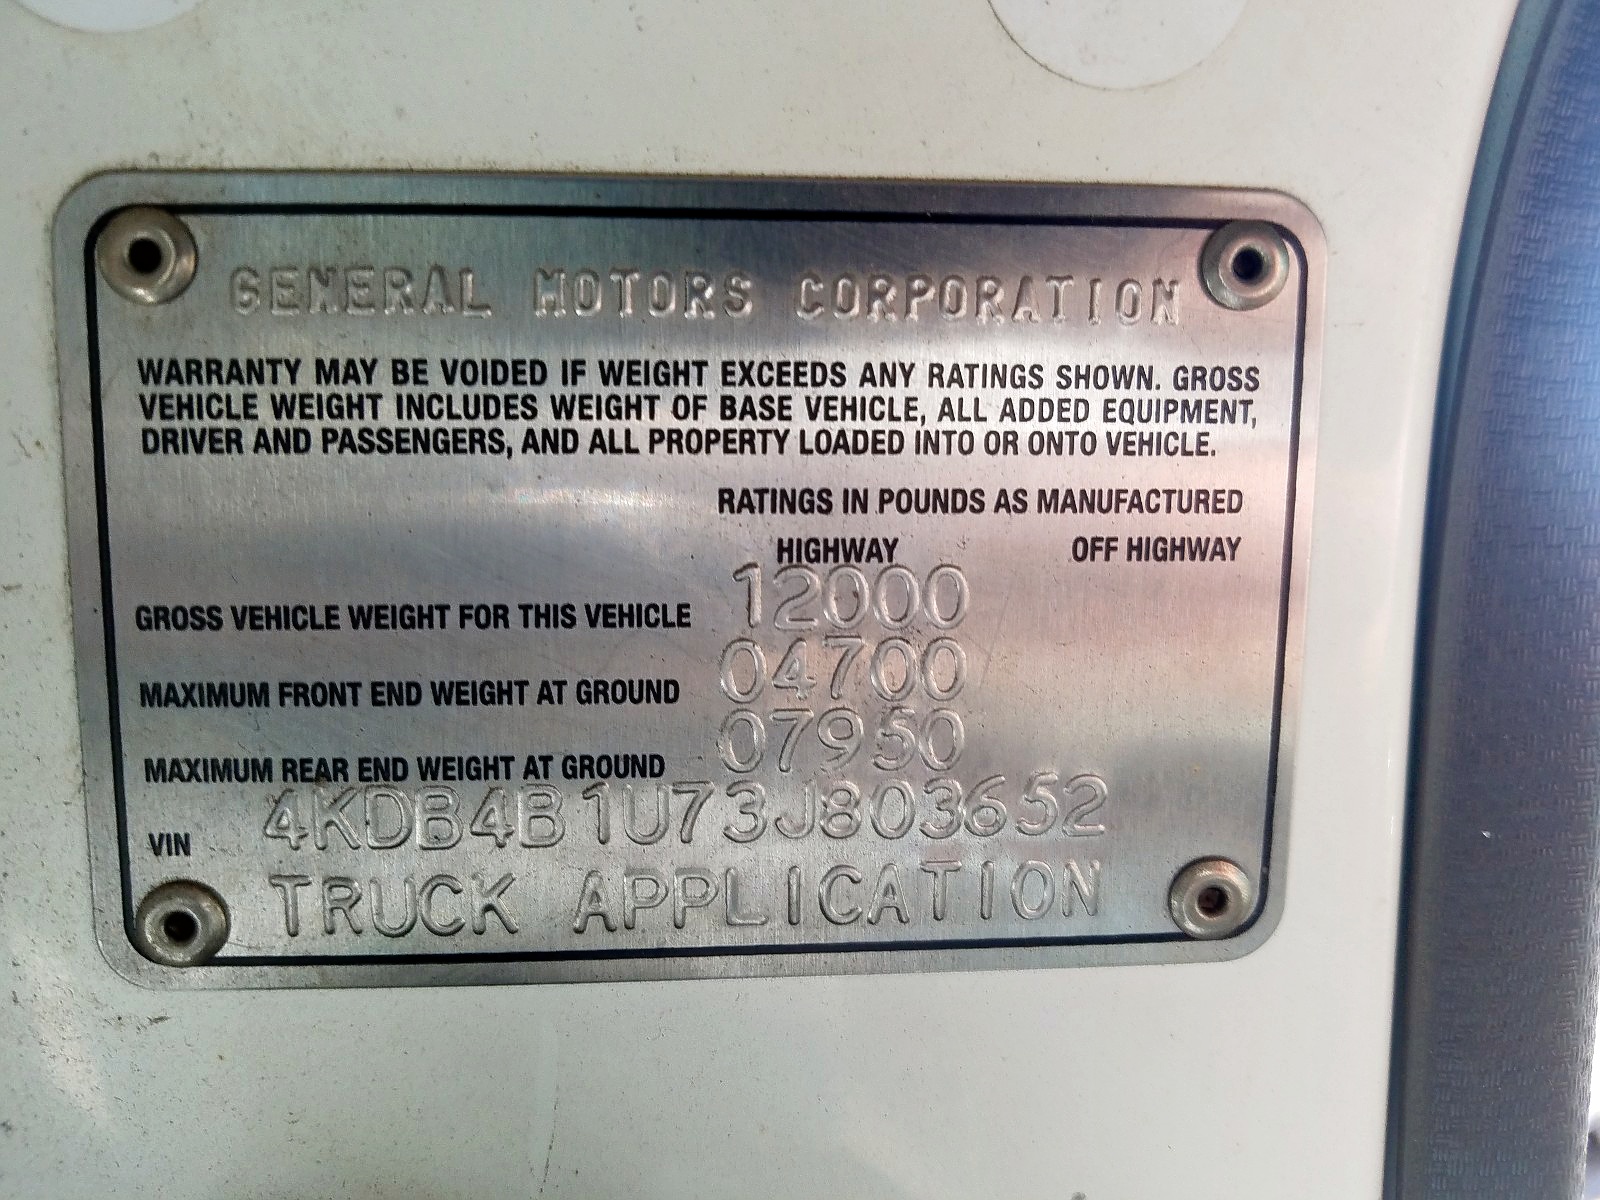 GENERAL MOTORS CORPORATION
WARRANTY MAY BE VOIDED IF WEIGHT EXCEEDS ANY RATINGS SHOWN. GROSS
VEHICLE WEIGHT INCLUDES WEIGHT OF BASE VEHICLE, ALL ADDED EQUIPMENT,
DRIVER AND PASSENGERS, AND ALL PROPERTY LOADED INTO OR ONTO VEHICLE.
RATINGS IN POUNDS AS MANUFACTURED
HIGHWAY OFF HIGHWAY
GROSS VEHICLE WEIGHT FOR THIS VEHICLE 12000
MAXIMUM FRONT END WEIGHT AT GROUND 04700
MAXIMUM REAR END WEIGHT AT GROUND 07950
VIN 4KDB4B1U73J803652
TRUCK APPLICATION